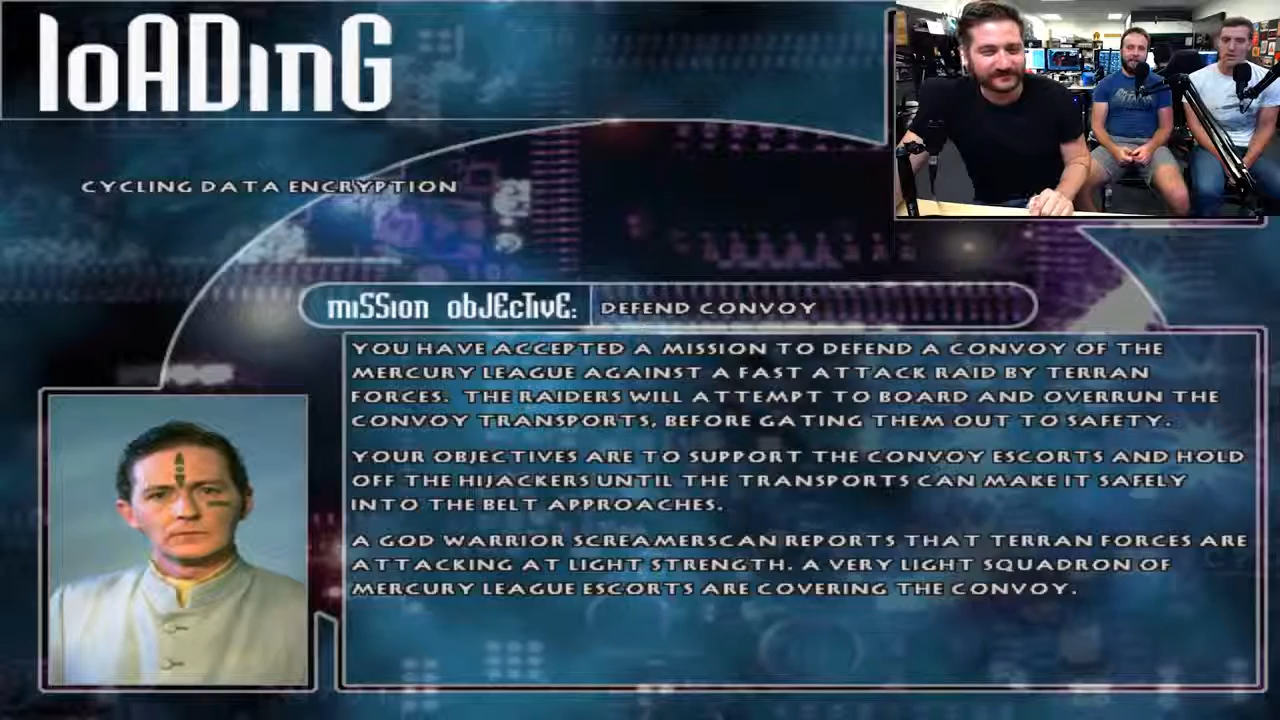 loADinG
CYCLING DATA ENCRYPTION
miSSion obJEcTivE: DEFEND CONVOY
YOU HAVE ACCEPTED A MISSION TO DEFEND A CONVOY OF THE
MERCURY LEAGUE AGAINST A FAST ATTACK RAID BY TERRAN
FORCES. THE RAIDERS WILL ATTEMPT TO BOARD AND OVERRUN THE
CONVOY TRANSPORTS, BEFORE GATING THEM OUT TO SAFETY.
YOUR OBJECTIVES ARE TO SUPPORT THE CONVOY ESCORTS AND HOLD
OFF THE HIJACKERS UNTIL THE TRANSPORTS CAN MAKE IT SAFELY
INTO THE BELT APPROACHES.
A GOD WARRIOR SCREAMERSCAN REPORTS THAT TERRAN FORCES ARE
ATTACKING AT LIGHT STRENGTH. A VERY LIGHT SQUADRON OF
MERCURY LEAGUE ESCORTS ARE COVERING THE CONVOY.